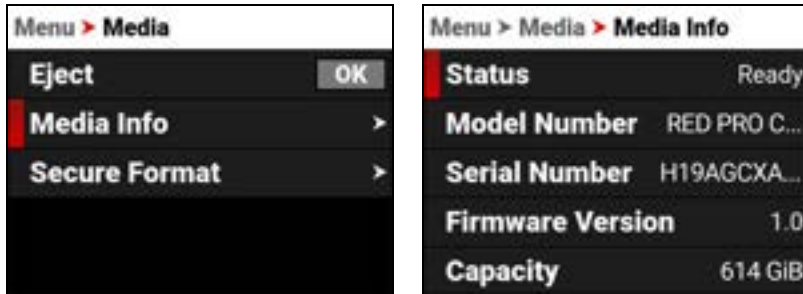 Menu > Media
Eject OK
Media Info >
Secure Format >
Menu > Media > Media Info
Status Ready
Model Number RED PRO C...
Serial Number H19AGCXA...
Firmware Version 1.0
Capacity 614 GiB